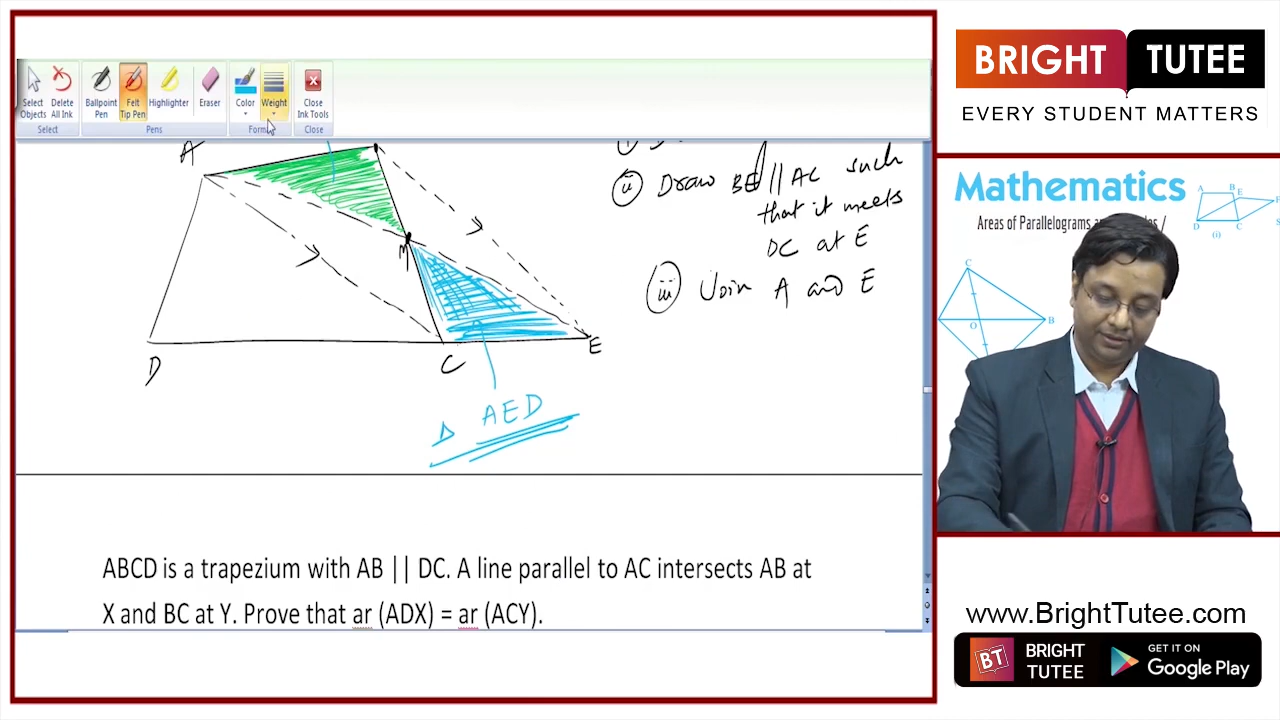 BRIGHT TUTEE
EVERY STUDENT MATTERS
Select Objects
Delete All Ink
Ballpoint Pen
Felt Tip Pen
Highlighter
Eraser
Color
Weight
Close Ink Tools
Select
Pens
Close
A
M
D
C
E
Δ AED
ii Draw BE || AC such
that it meets
DC at E
iii Join A and E
ABCD is a trapezium with AB || DC. A line parallel to AC intersects AB at
X and BC at Y. Prove that ar (ADX) = ar (ACY).
Mathematics
Areas of Parallelograms
A B E
D C
(i)
C
O
B
www.BrightTutee.com
BT BRIGHT TUTEE
GET IT ON
Google Play